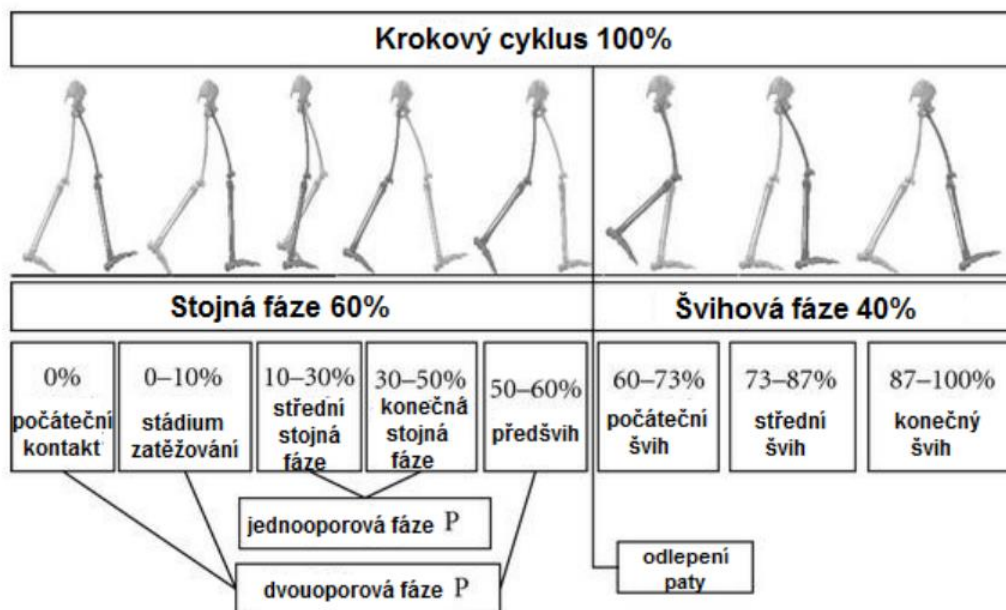 Krokový cyklus 100%
Stojná fáze 60%
Švihová fáze 40%
0%
počáteční
kontakt
0–10%
stádium
zatěžování
10–30%
střední
stojná
fáze
30–50%
konečná
stojná
fáze
50–60%
předšvih
60–73%
počáteční
švih
73–87%
střední
švih
87–100%
konečný
švih
jednooporová fáze P
dvouoporová fáze P
odlepení
paty